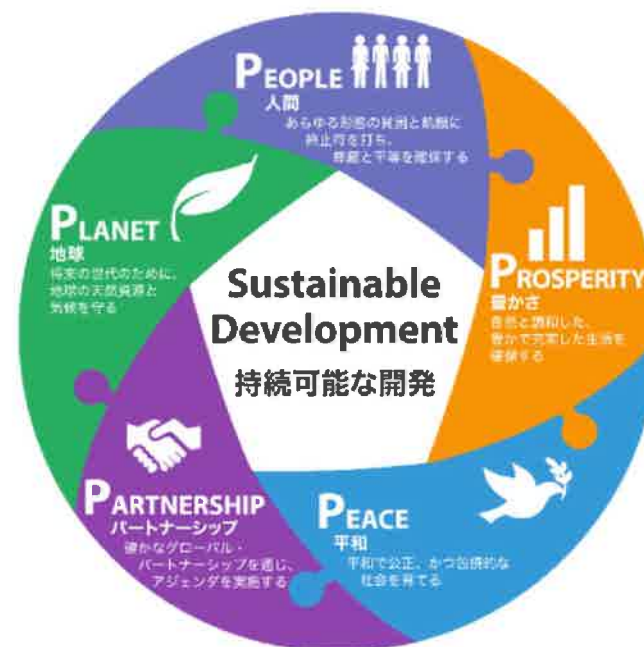 PEOPLE
人間
あらゆる形態の貧困と飢餓に
終止符を打ち、
尊厳と平等を確保する
PROSPERITY
豊かさ
自然と調和した、
豊かで充実した生活を
確保する
PEACE
平和
平和で公正、かつ包摂的な
社会を育てる
PARTNERSHIP
パートナーシップ
確かなグローバル・
パートナーシップを通じ、
アジェンダを実施する
PLANET
地球
将来の世代のために、
地球の天然資源と
気候を守る
Sustainable
Development
持続可能な開発